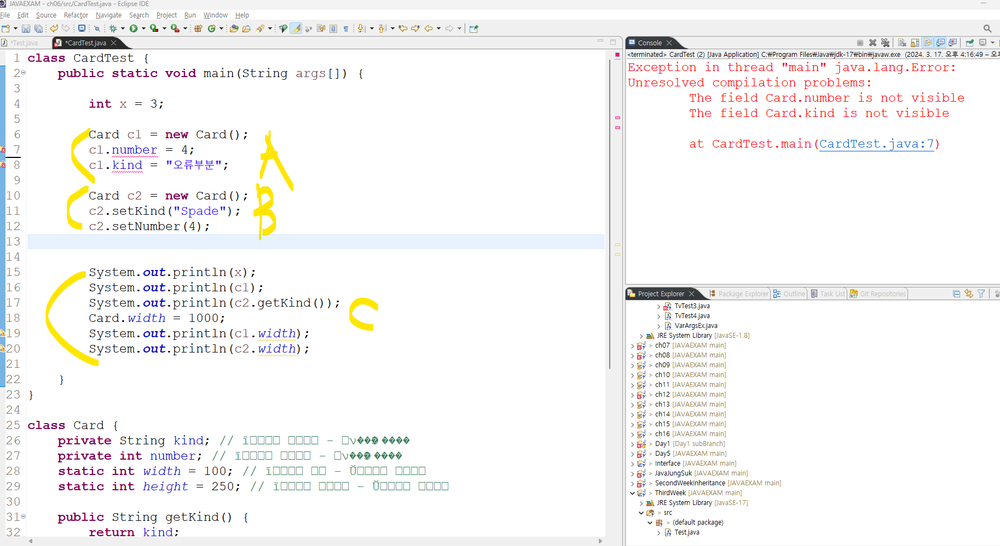 JAVAEXAM - ch06/src/CardTest.java - Eclipse IDE
File Edit Source Refactor Navigate Search Project Run Window Help
*Test.java *CardTest.java
1 class CardTest {
2 public static void main(String args[]) {
3
4 int x = 3;
5
6 Card c1 = new Card();
7 c1.number = 4;
8 c1.kind = "오류부분";
9
10 Card c2 = new Card();
11 c2.setKind("Spade");
12 c2.setNumber(4);
13
14
15 System.out.println(x);
16 System.out.println(c1);
17 System.out.println(c2.getKind());
18 Card.width = 1000;
19 System.out.println(c1.width);
20 System.out.println(c2.width);
21
22 }
23 }
24
25 class Card {
26 private String kind; //
27 private int number; //
28 static int width = 100; //
29 static int height = 250; //
30
31 public String getKind() {
32 return kind;
A
B
C
Console
<terminated> CardTest (2) [Java Application] C:₩Program Files₩Java₩jdk-17₩bin₩javaw.exe (2024. 3. 17. 오후 4:16:49 – 오후
Exception in thread "main" java.lang.Error:
Unresolved compilation problems:
The field Card.number is not visible
The field Card.kind is not visible
at CardTest.main(CardTest.java:7)
Project Explorer Package Explorer Outline Task List Git Repositories
TvTest3.java
TvTest4.java
VarArgsEx.java
JRE System Library [JavaSE-1.8]
> ch07 [JAVAEXAM main]
> ch08 [JAVAEXAM main]
> ch09 [JAVAEXAM main]
> ch10 [JAVAEXAM main]
> ch11 [JAVAEXAM main]
> ch12 [JAVAEXAM main]
> ch13 [JAVAEXAM main]
> ch14 [JAVAEXAM main]
> ch15 [JAVAEXAM main]
> ch16 [JAVAEXAM main]
> Day1 [Day1 subBranch]
> Day5 [JAVAEXAM main]
> Interface [JAVAEXAM main]
> JavaJungSuk [JAVAEXAM main]
> SecondWeekInheritance [JAVAEXAM main]
> ThirdWeek [JAVAEXAM main]
JRE System Library [JavaSE-17]
> src
> (default package)
Test.java